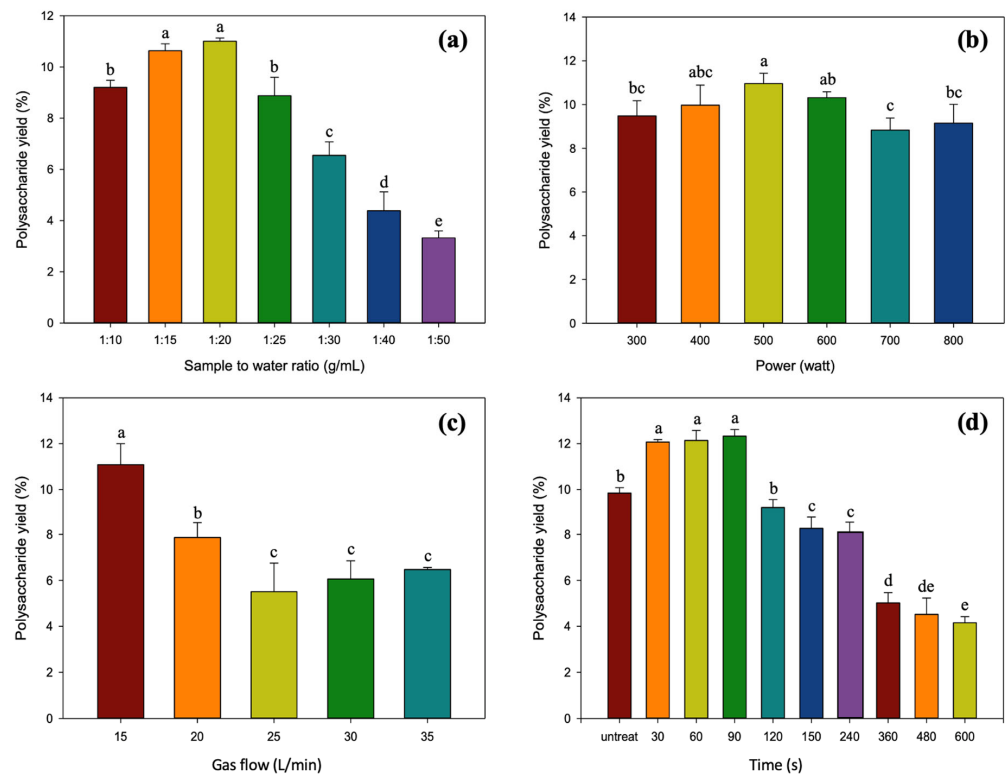 (a)
Polysaccharide yield (%)
12
10
8
6
4
2
0
b
a
a
b
c
d
e
1:10 1:15 1:20 1:25 1:30 1:40 1:50
Sample to water ratio (g/mL)
(b)
Polysaccharide yield (%)
14
12
10
8
6
4
2
0
bc
abc
a
ab
c
bc
300 400 500 600 700 800
Power (watt)
(c)
Polysaccharide yield (%)
14
12
10
8
6
4
2
0
a
b
c
c
c
15 20 25 30 35
Gas flow (L/min)
(d)
Polysaccharide yield (%)
14
12
10
8
6
4
2
0
b
a
a
a
b
c
c
d
de
e
untreat 30 60 90 120 150 240 360 480 600
Time (s)